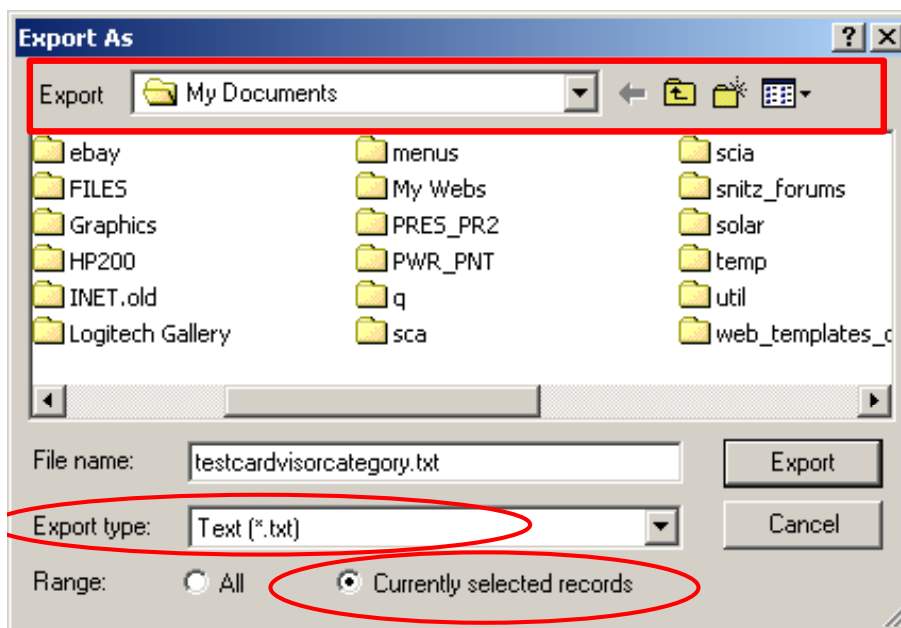 Export As
Export My Documents
ebay menus scia
FILES My Webs snitz_forums
Graphics PRES_PR2 solar
HP200 PWR_PNT temp
INET.old q util
Logitech Gallery sca web_templates_
File name: testcardvisorcategory.txt Export
Export type: Text (*.txt) Cancel
Range: All Currently selected records